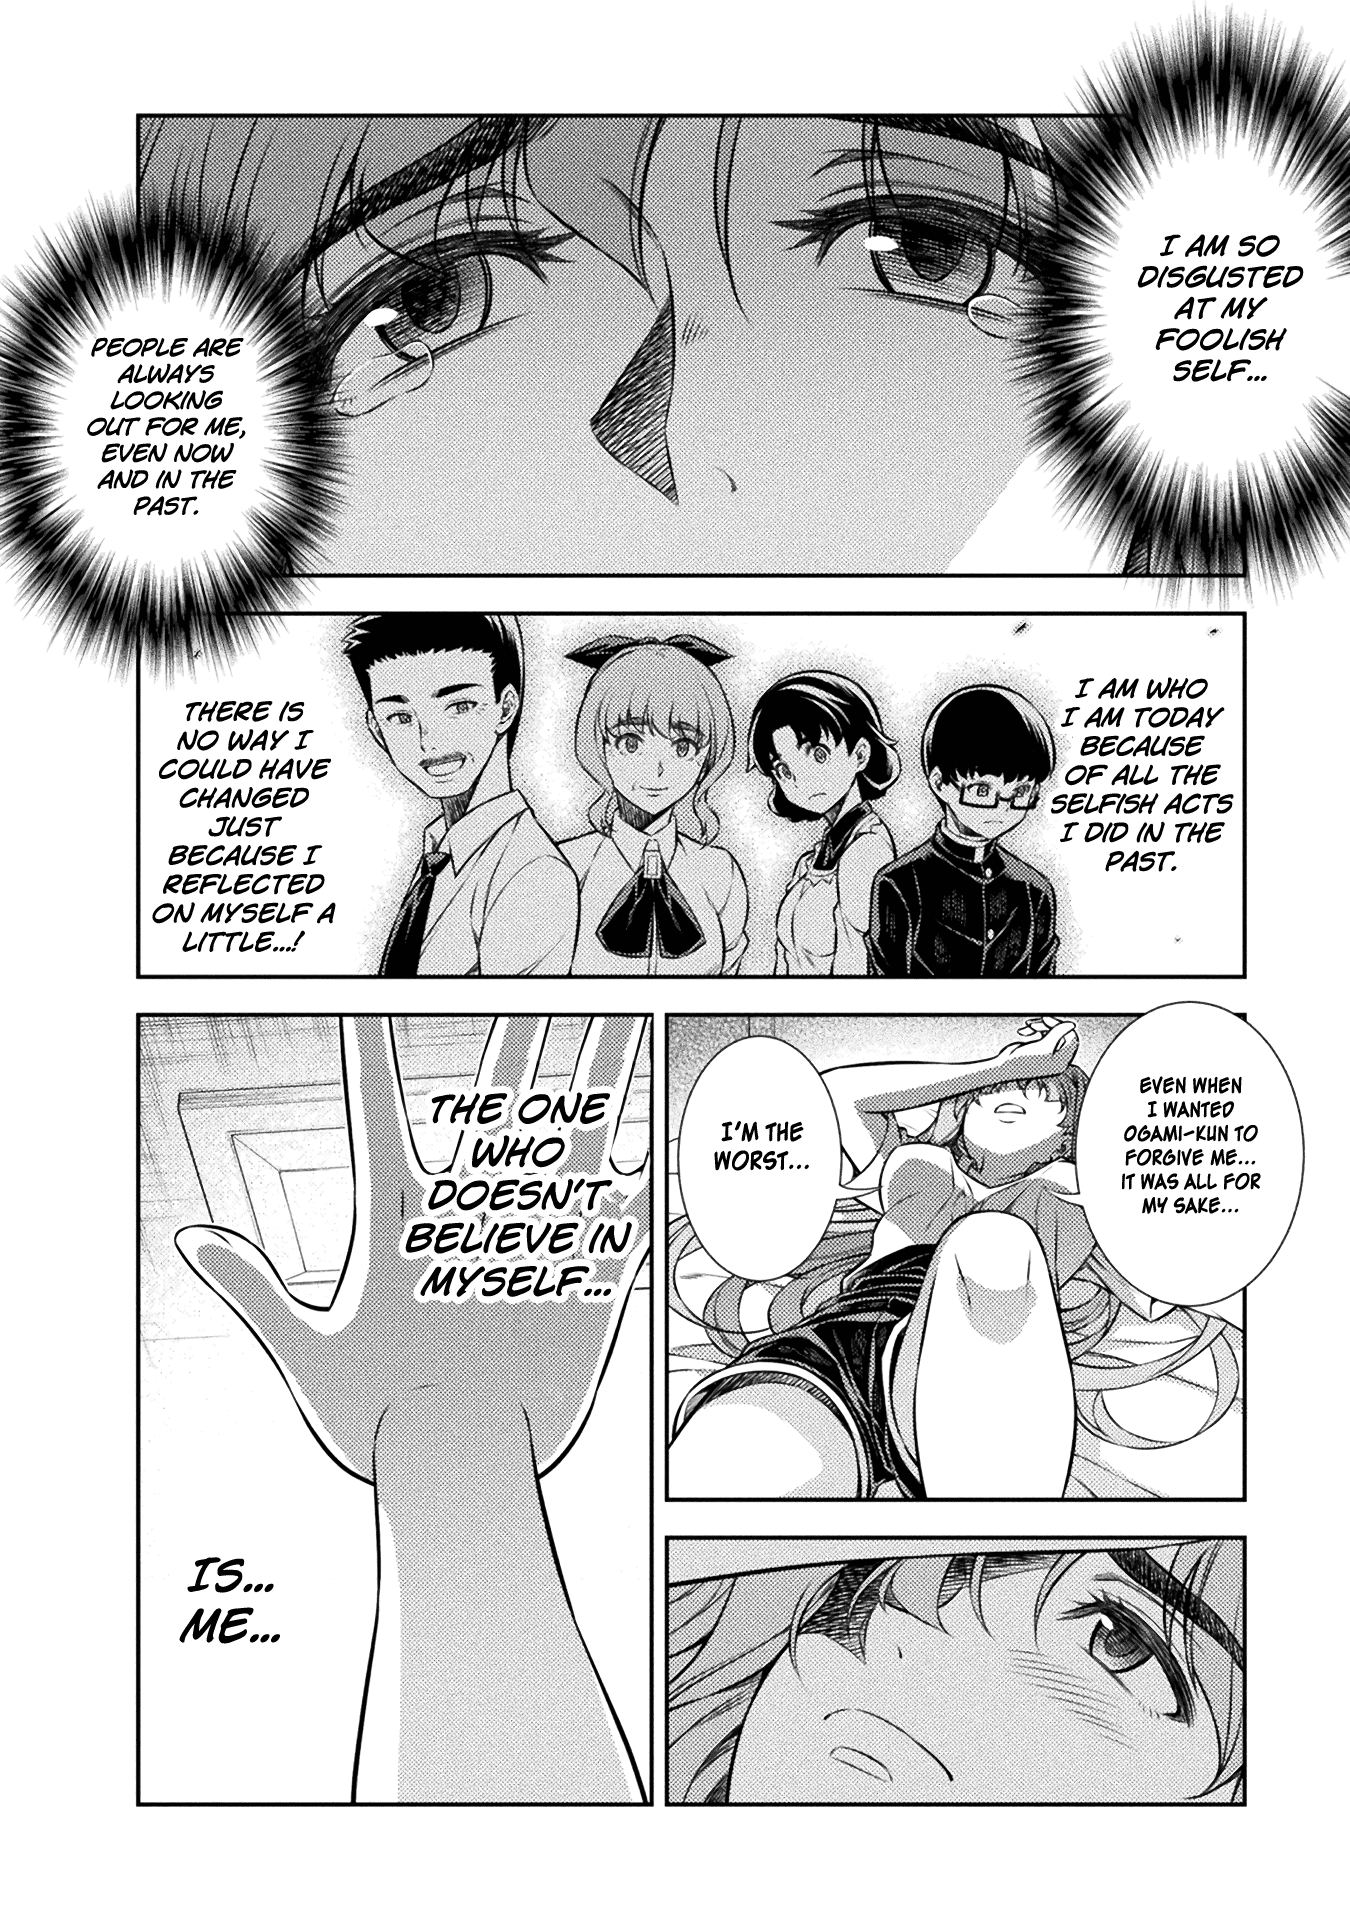 I AM SO
DISGUSTED
AT MY
FOOLISH
SELF...
PEOPLE ARE
ALWAYS
LOOKING
OUT FOR ME,
EVEN NOW
AND IN THE
PAST.
I AM WHO
I AM TODAY
BECAUSE
OF ALL THE
SELFISH ACTS
I DID IN THE
PAST.
THERE IS
NO WAY I
COULD HAVE
CHANGED
JUST
BECAUSE I
REFLECTED
ON MYSELF A
LITTLE...!
EVEN WHEN
I WANTED
OGAMI-KUN TO
FORGIVE ME...
IT WAS ALL FOR
MY SAKE...
I'M THE
WORST...
THE ONE
WHO
DOESN'T
BELIEVE IN
MYSELF...
IS...
ME...